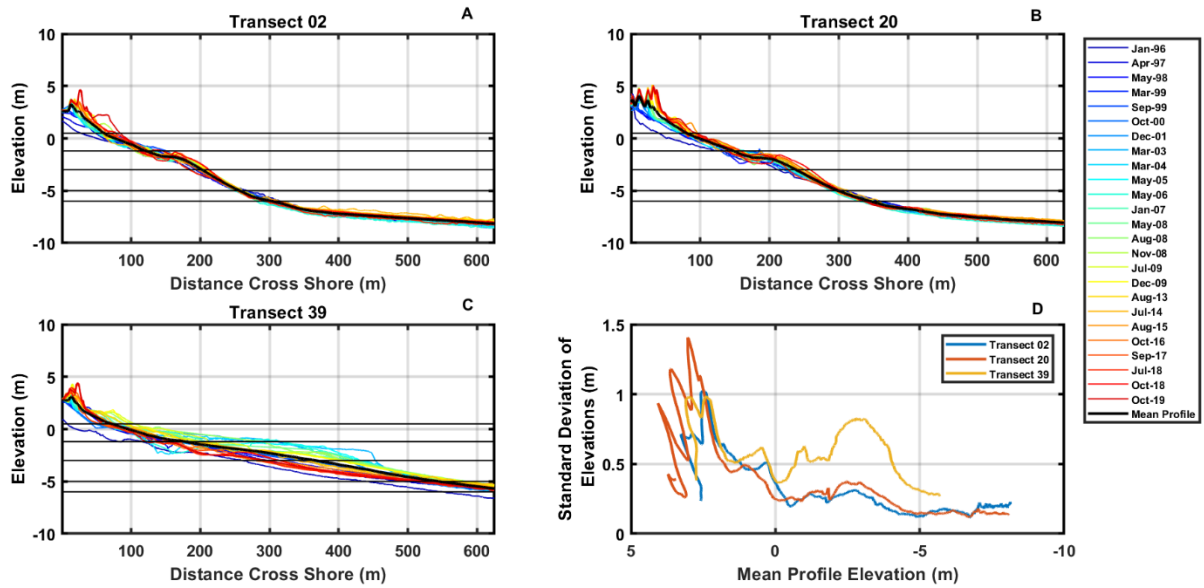 Transect 02
A
10
5
0
-5
-10
Elevation (m)
100
200
300
400
500
600
Distance Cross Shore (m)
Transect 20
B
10
5
0
-5
-10
Elevation (m)
100
200
300
400
500
600
Distance Cross Shore (m)
Jan-96
Apr-97
May-98
Mar-99
Sep-99
Oct-00
Dec-01
Mar-03
Mar-04
May-05
May-06
Jan-07
May-08
Aug-08
Nov-08
Jul-09
Dec-09
Aug-13
Jul-14
Aug-15
Oct-16
Sep-17
Jul-18
Oct-18
Oct-19
Mean Profile
Transect 39
C
10
5
0
-5
-10
Elevation (m)
100
200
300
400
500
600
Distance Cross Shore (m)
D
1.5
1
0.5
0
Standard Deviation of
Elevations (m)
Transect 02
Transect 20
Transect 39
5
0
-5
-10
Mean Profile Elevation (m)